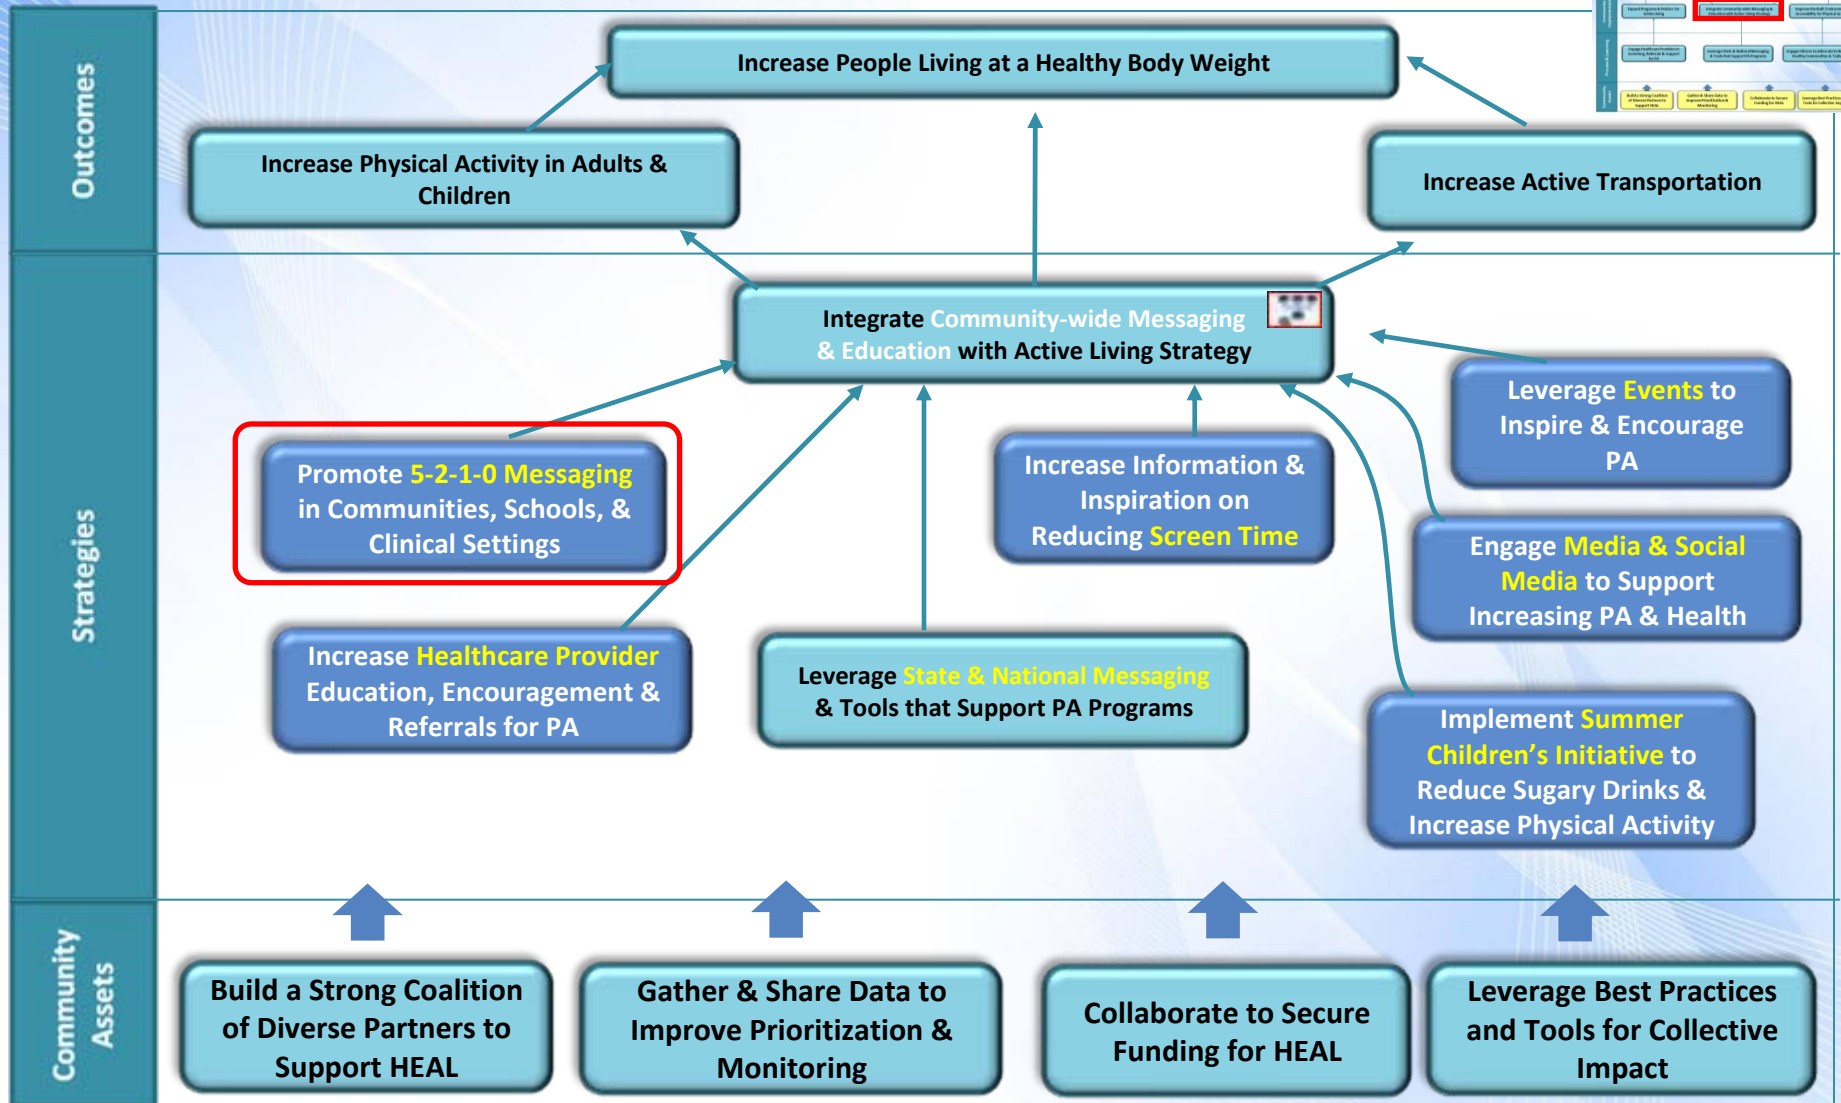 Outcomes
Increase People Living at a Healthy Body Weight
Increase Physical Activity in Adults &
Children
Increase Active Transportation
Strategies
Integrate Community-wide Messaging
& Education with Active Living Strategy
Promote 5-2-1-0 Messaging
in Communities, Schools, &
Clinical Settings
Increase Information &
Inspiration on
Reducing Screen Time
Leverage Events to
Inspire & Encourage
PA
Engage Media & Social
Media to Support
Increasing PA & Health
Increase Healthcare Provider
Education, Encouragement &
Referrals for PA
Leverage State & National Messaging
& Tools that Support PA Programs
Implement Summer
Children’s Initiative to
Reduce Sugary Drinks &
Increase Physical Activity
Community
Assets
Build a Strong Coalition
of Diverse Partners to
Support HEAL
Gather & Share Data to
Improve Prioritization &
Monitoring
Collaborate to Secure
Funding for HEAL
Leverage Best Practices
and Tools for Collective
Impact